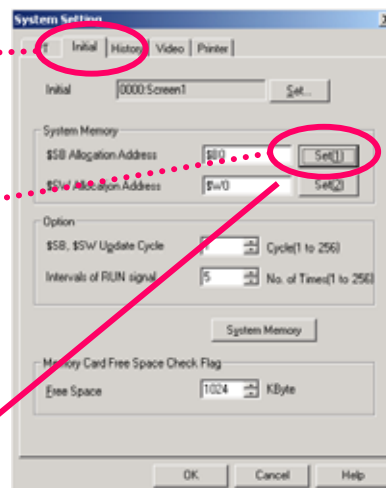 System Setting
Initial History Video Printer
Initial 0000:Screen1 Set...
System Memory
$SB Allocation Address $B0 Set(1)
$SW Allocation Address $W0 Set(2)
Option
$SB, $SW Update Cycle Cycle(1 to 256)
Intervals of RUN signal 5 No. of Times(1 to 256)
System Memory
Memory Card Free Space Check Flag
Free Space 1024 KByte
OK Cancel Help